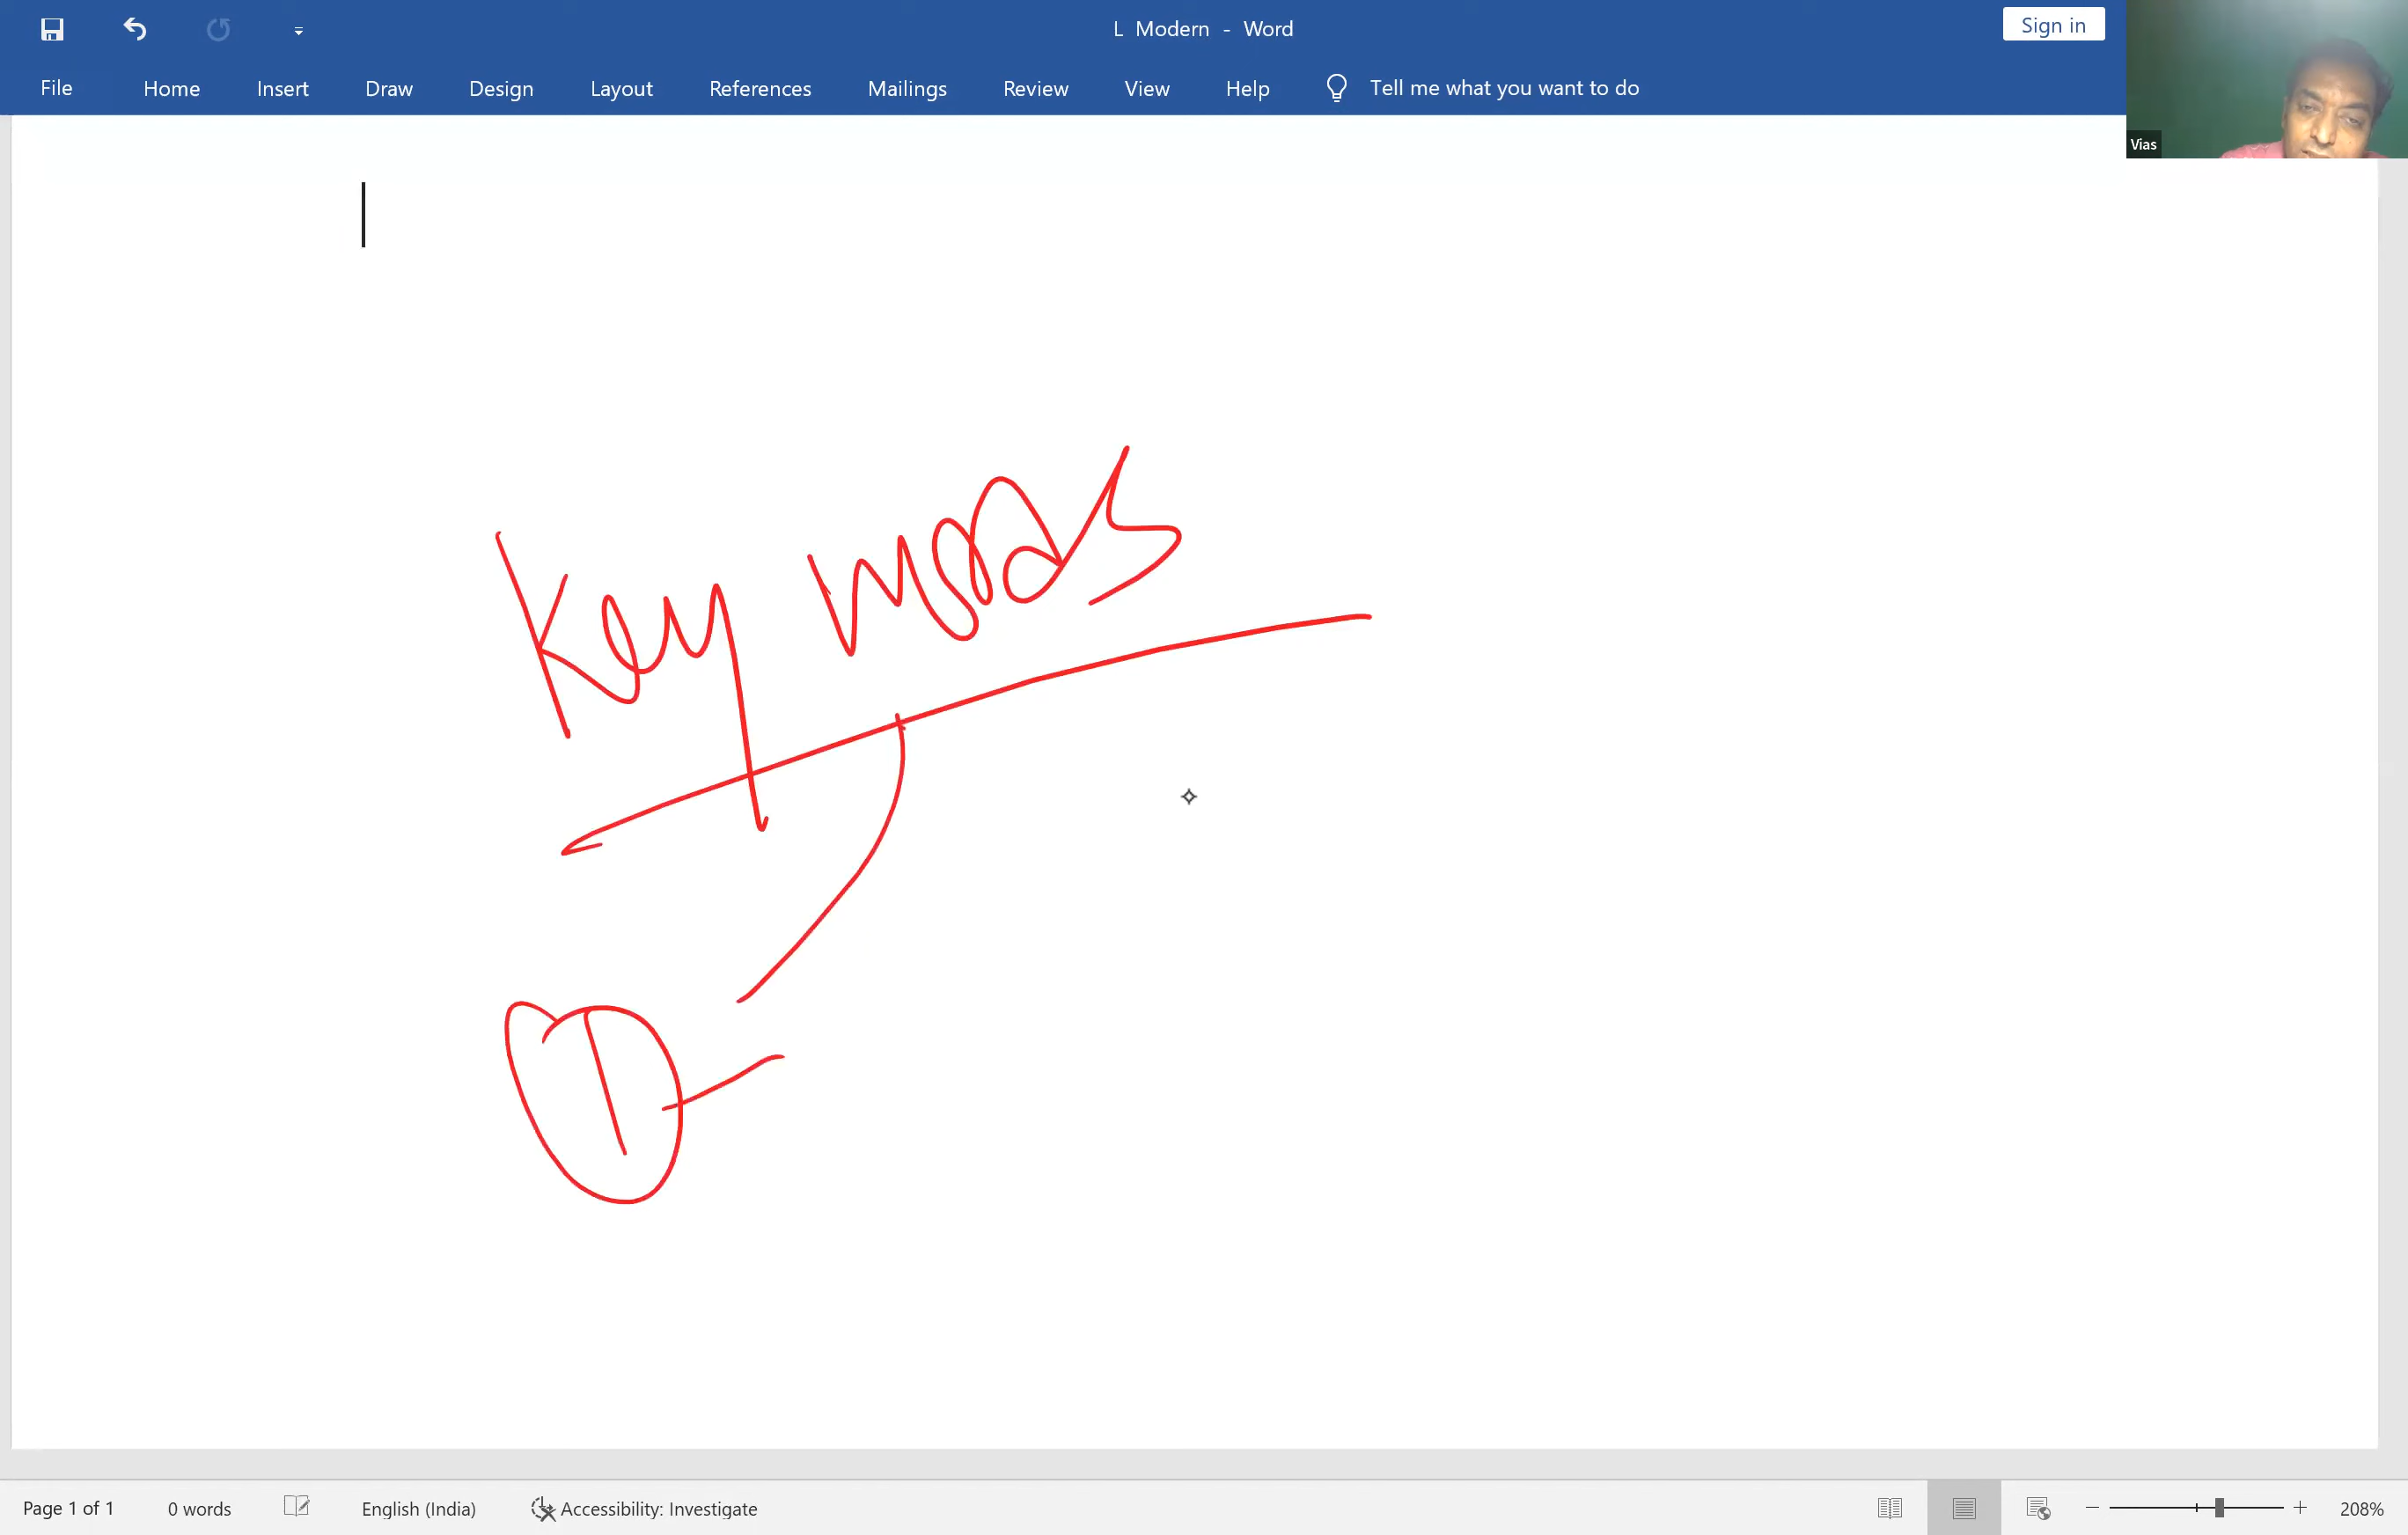 L Modern - Word
Sign in
File Home Insert Draw Design Layout References Mailings Review View Help Tell me what you want to do
Vias
Key
1
Page 1 of 1 0 words English (India) Accessibility: Investigate 208%